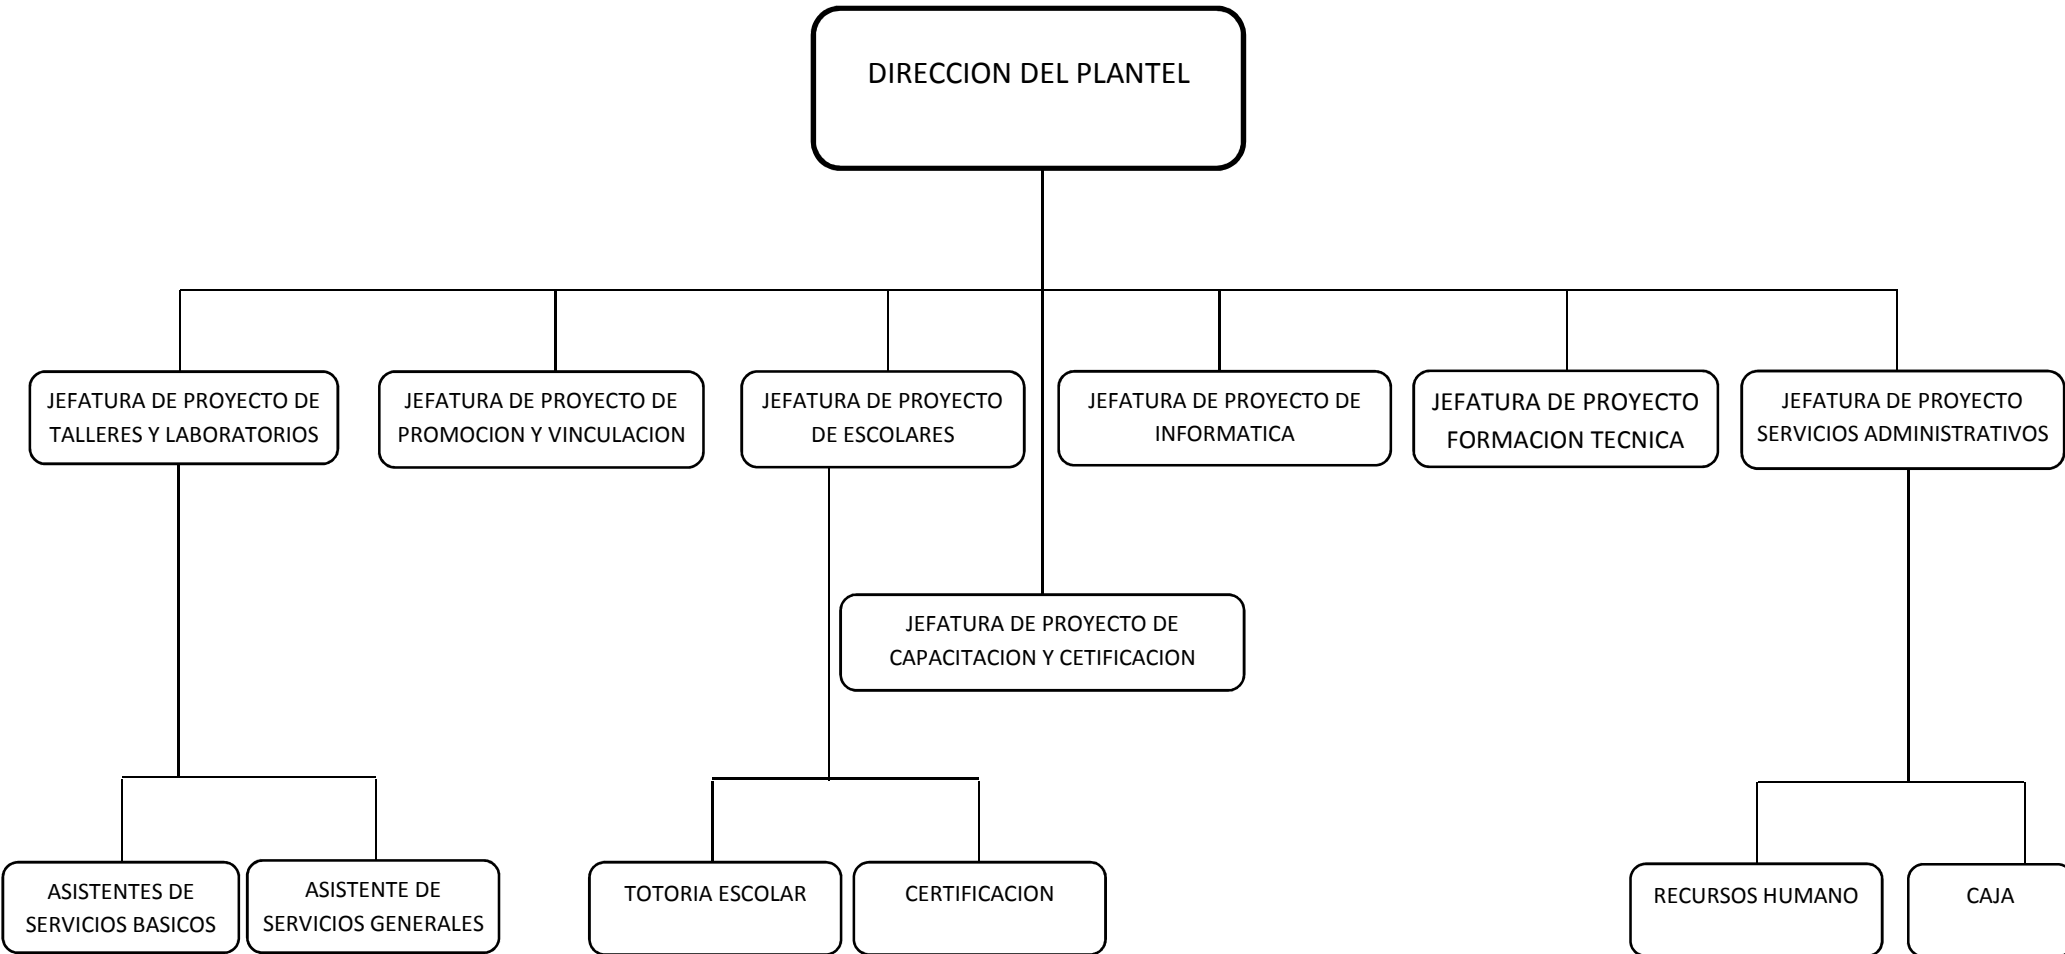 DIRECCION DEL PLANTEL
JEFATURA DE PROYECTO DE
TALLERES Y LABORATORIOS
JEFATURA DE PROYECTO DE
PROMOCION Y VINCULACION
JEFATURA DE PROYECTO
DE ESCOLARES
JEFATURA DE PROYECTO DE
INFORMATICA
JEFATURA DE PROYECTO
FORMACION TECNICA
JEFATURA DE PROYECTO
SERVICIOS ADMINISTRATIVOS
JEFATURA DE PROYECTO DE
CAPACITACION Y CETIFICACION
ASISTENTES DE
SERVICIOS BASICOS
ASISTENTE DE
SERVICIOS GENERALES
TOTORIA ESCOLAR
CERTIFICACION
RECURSOS HUMANO
CAJA